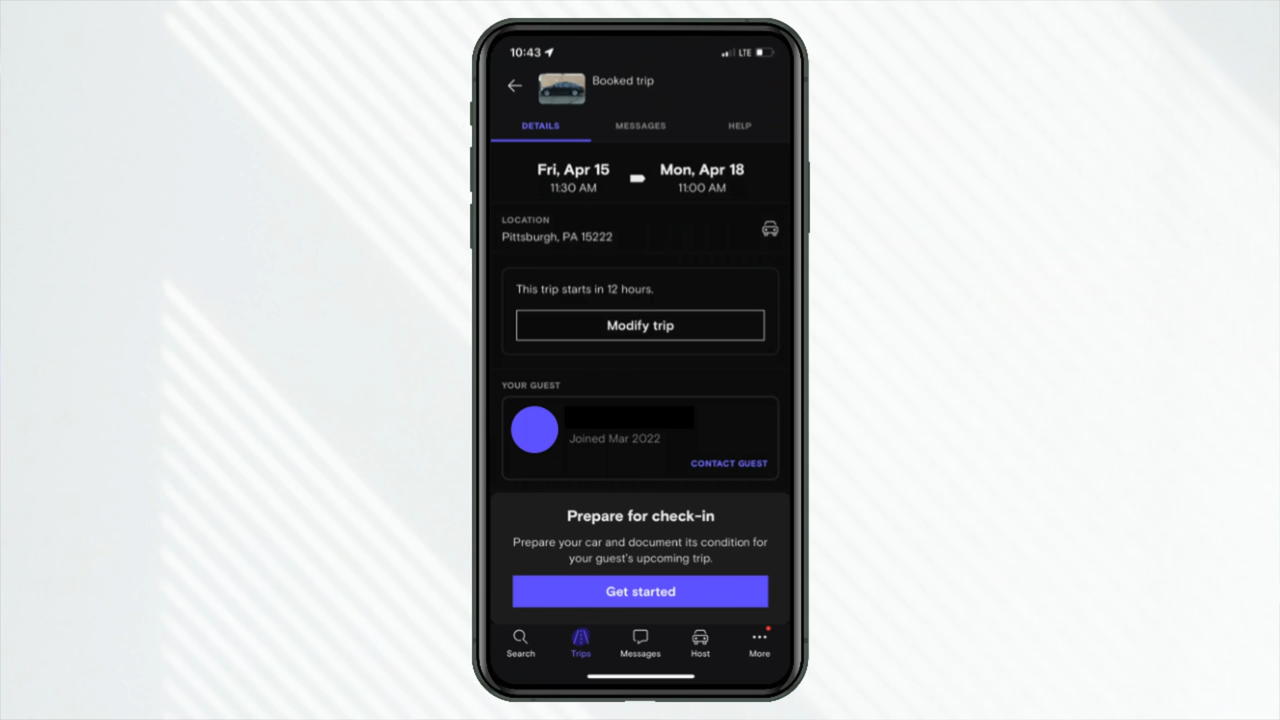 10:43 LTE
Booked trip
DETAILS MESSAGES HELP
Fri, Apr 15 Mon, Apr 18
11:30 AM 11:00 AM
LOCATION
Pittsburgh, PA 15222
This trip starts in 12 hours.
Modify trip
YOUR GUEST
Joined Mar 2022
CONTACT GUEST
Prepare for check-in
Prepare your car and document its condition for
your guest's upcoming trip.
Get started
Search Trips Messages Host More